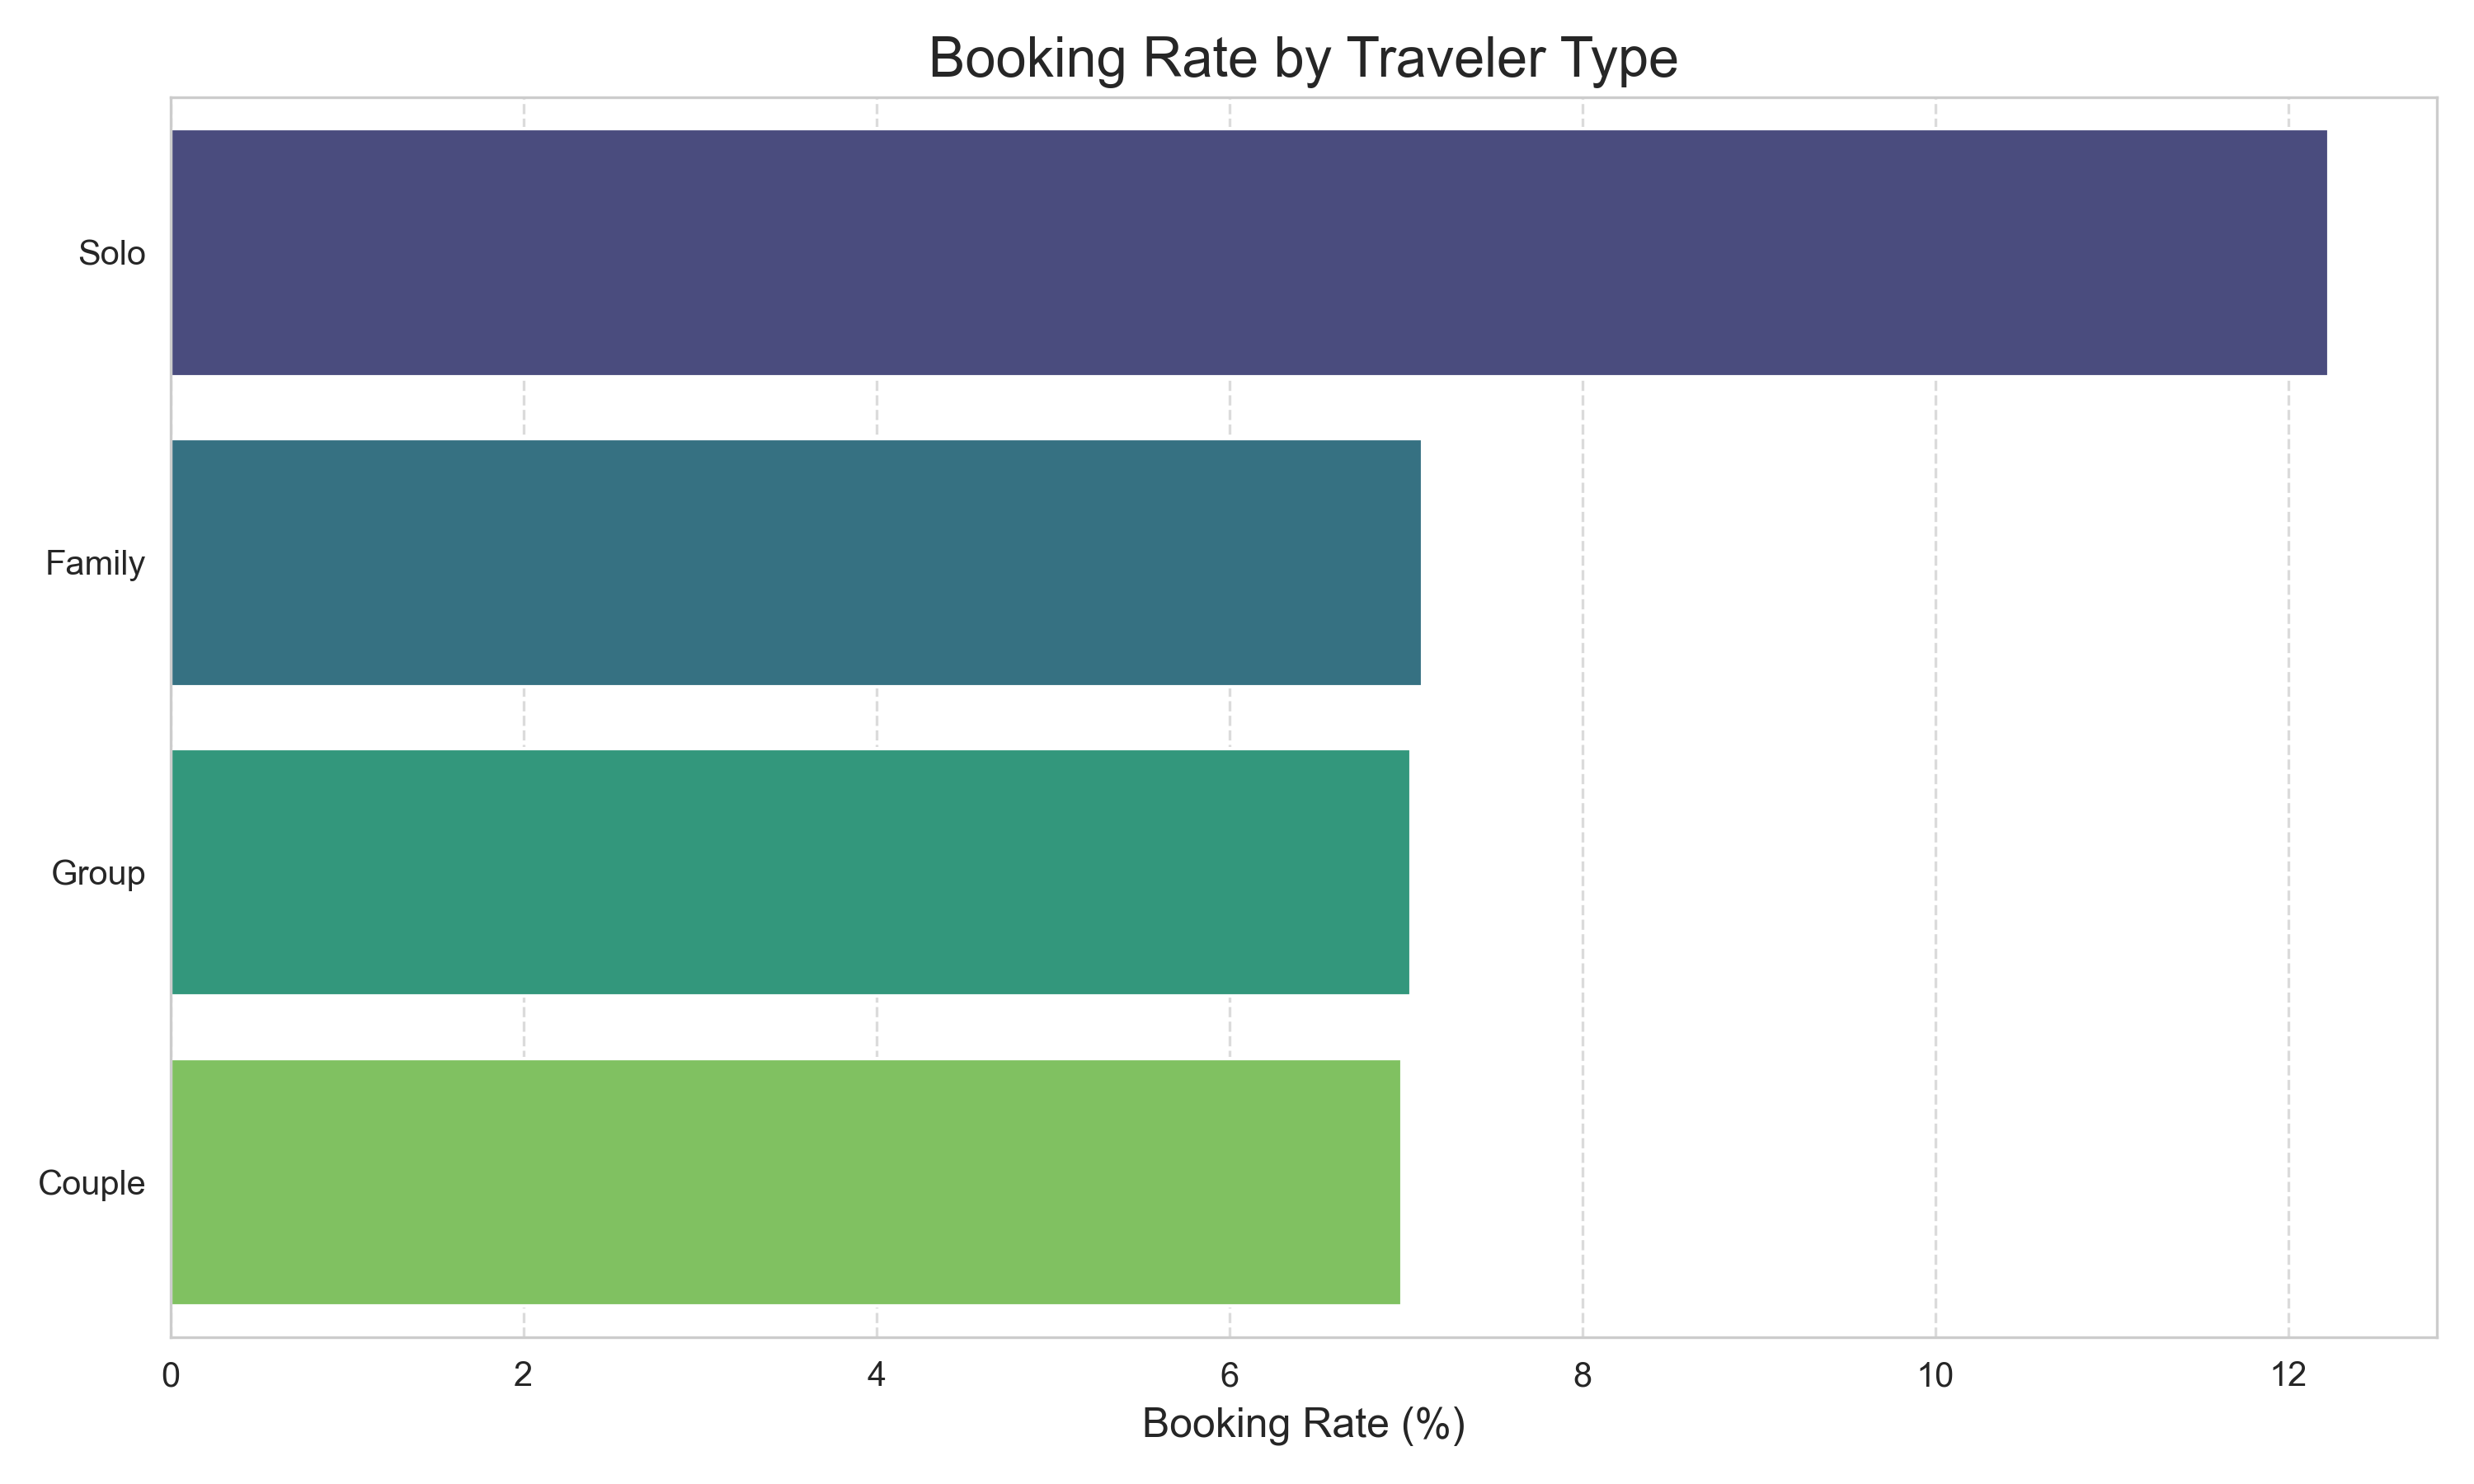 Booking Rate by Traveler Type
Solo
Family
Group
Couple
0 2 4 6 8 10 12
Booking Rate (%)